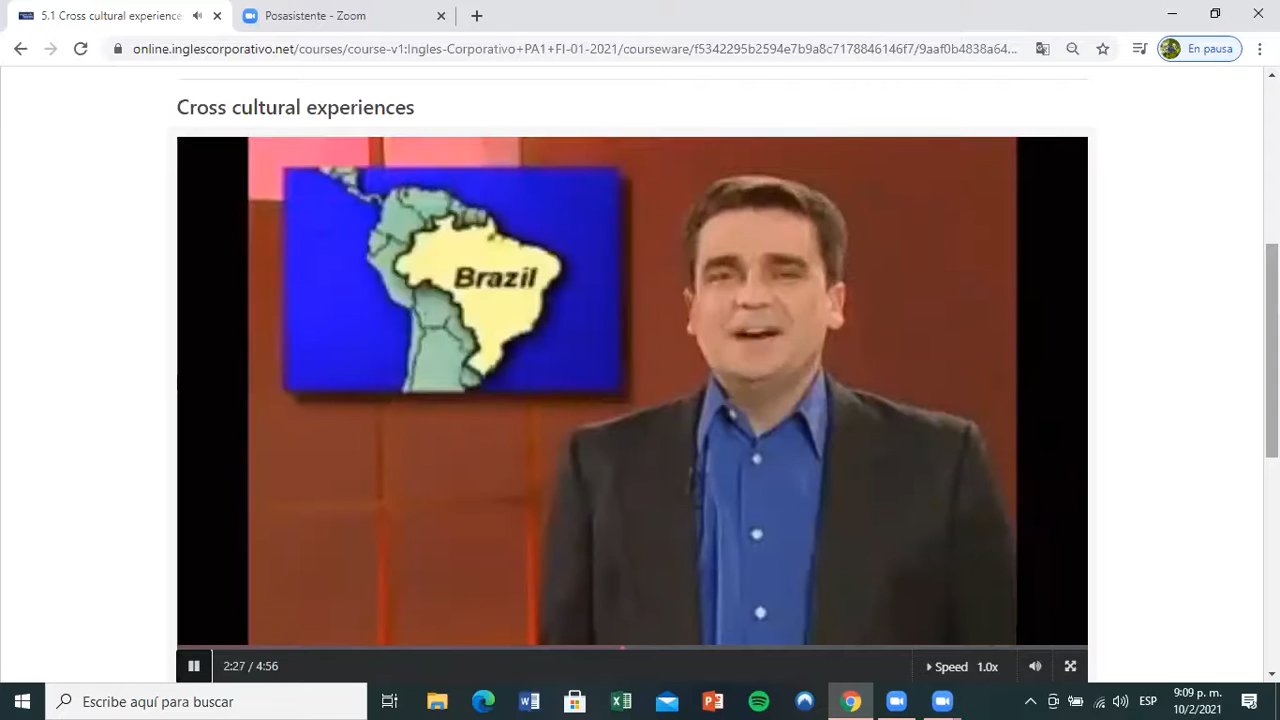 5.1 Cross cultural experience
Posasistente - Zoom
online.inglescorporativo.net/courses/course-v1:Ingles-Corporativo+PA1+FI-01-2021/courseware/f5342295b2594e7b9a8c7178846146f7/9aaf0b4838a64...
En pausa
Cross cultural experiences
Brazil
2:27 / 4:56
Speed 1.0x
Escribe aquí para buscar
ESP
9:09 p. m.
10/2/2021